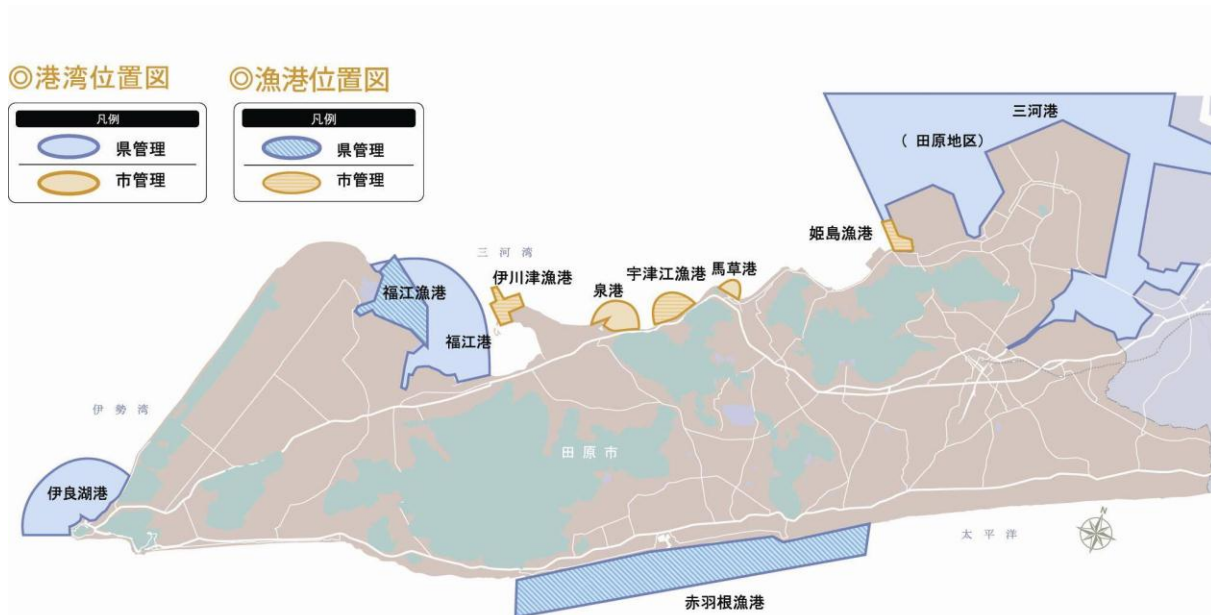 ◎港湾位置図
凡例
県管理
市管理
◎漁港位置図
凡例
県管理
市管理
三河港
（田原地区）
姫島漁港
三河湾
伊川津漁港
宇津江漁港
馬草港
泉港
福江漁港
福江港
伊勢湾
田原市
伊良湖港
太平洋
N
赤羽根漁港